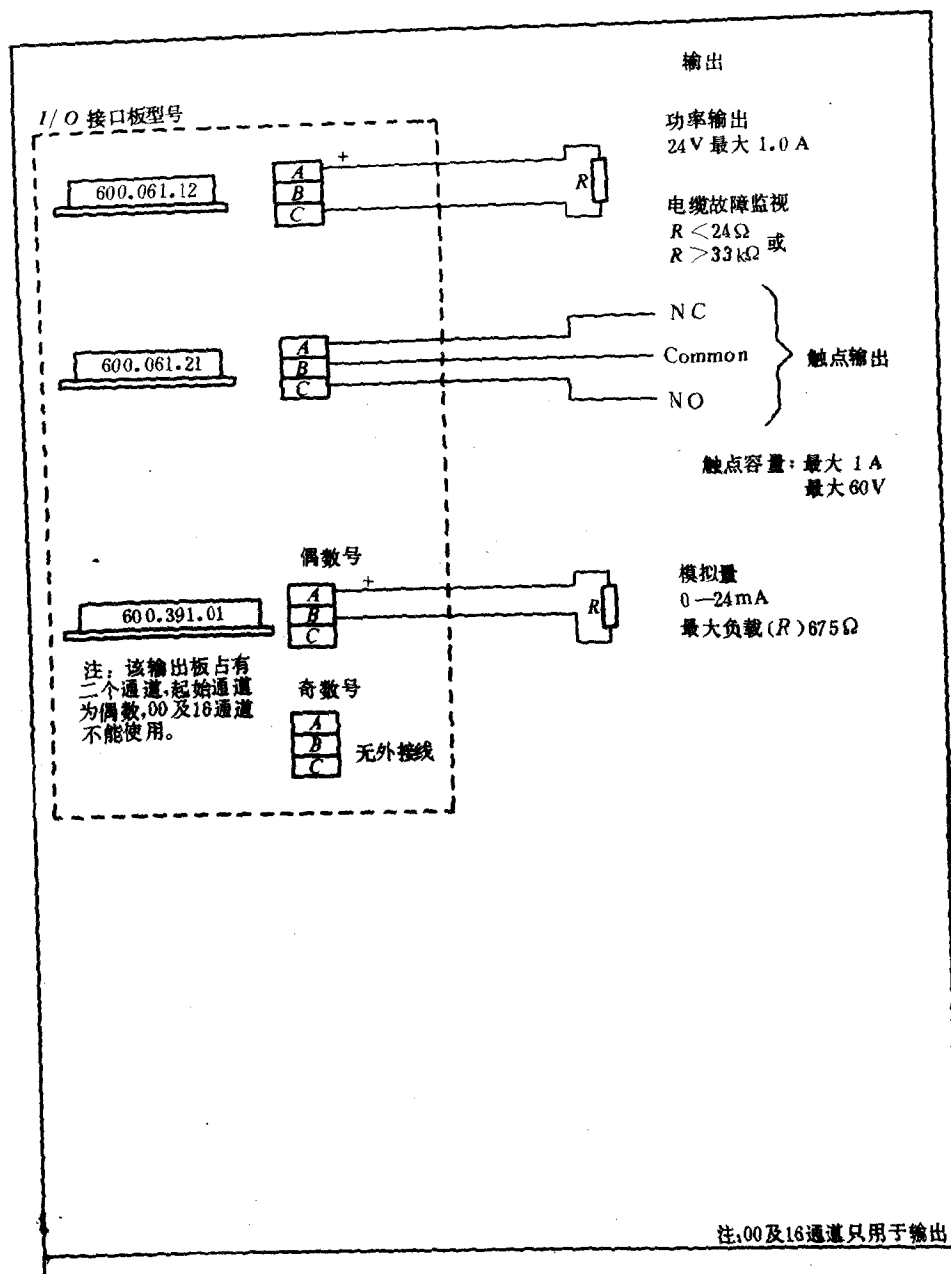 输出
I/O 接口板型号
600.061.12
A
B
C
+
R
功率输出
24V 最大 1.0 A
电缆故障监视
R <24Ω 或
R >33kΩ
600.061.21
A
B
C
NC
Common
NO
触点输出
触点容量：最大 1A
最大60V
600.391.01
偶数号
A
B
C
+
R
模拟量
0—24mA
最大负载(R)675Ω
注：该输出板占有
二个通道，起始通道
为偶数，00及16通道
不能使用。
奇数号
A
B
C
无外接线
注：00及16通道只用于输出